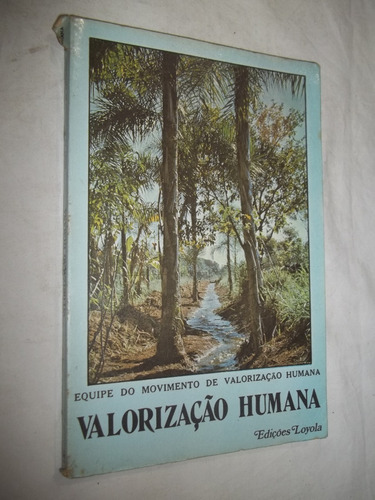 EQUIPE DO MOVIMENTO DE VALORIZAÇÃO HUMANA
VALORIZAÇÃO HUMANA
Edições Loyola